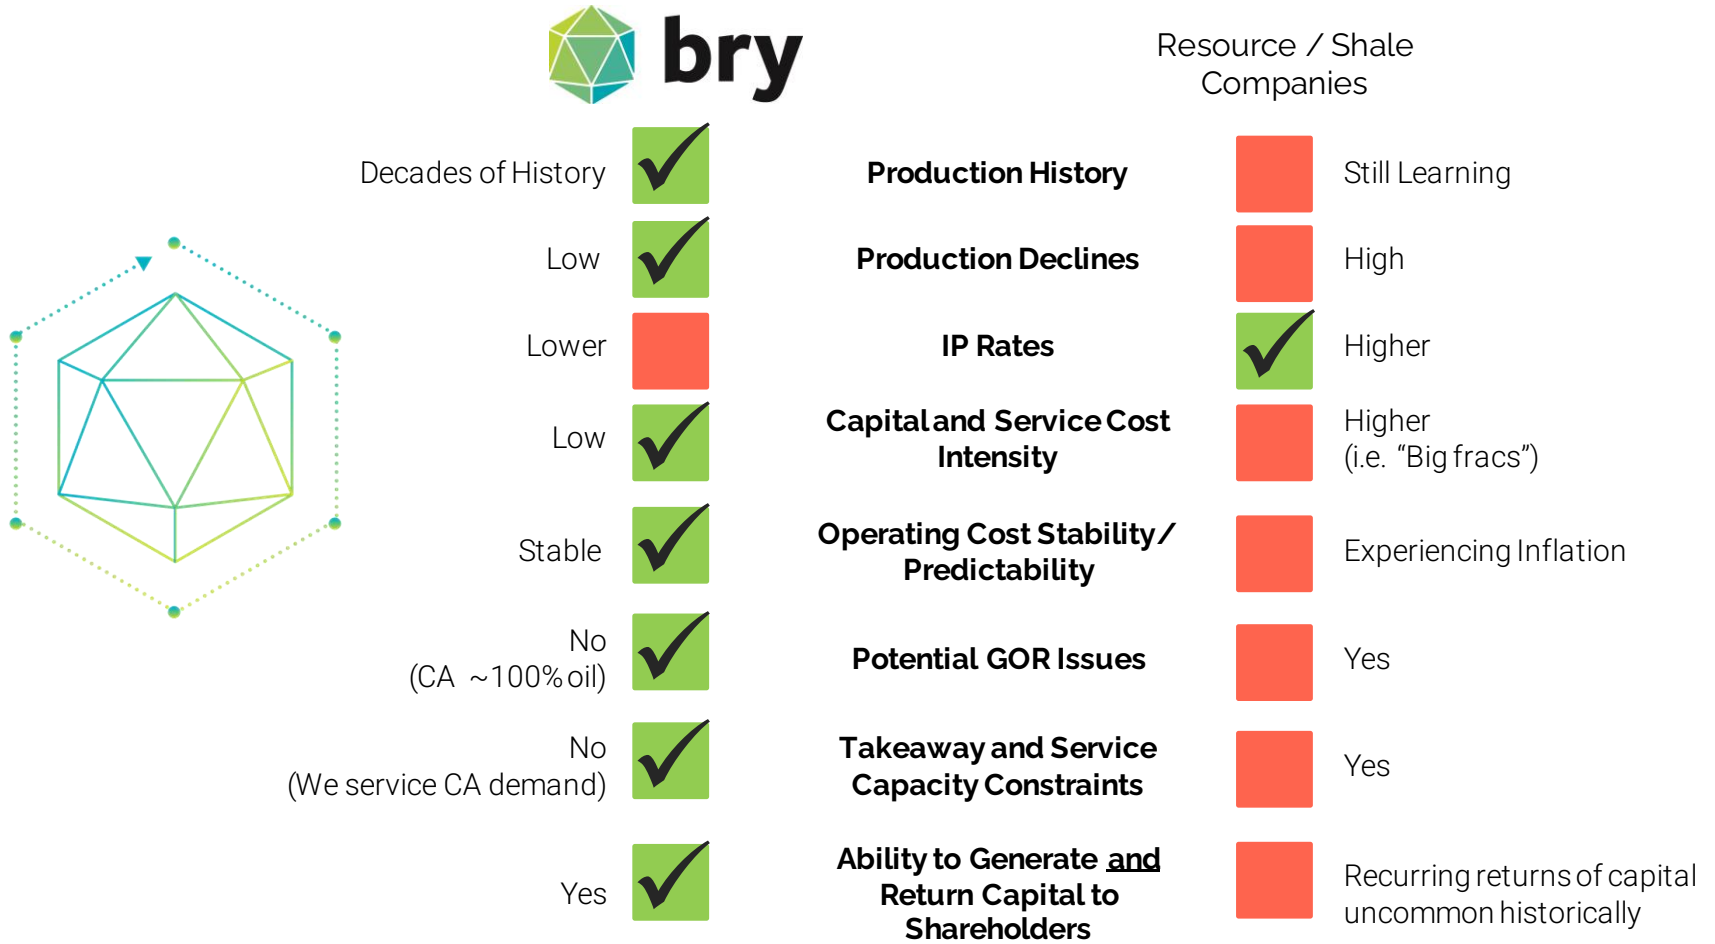 bry
Resource / Shale
Companies
Decades of History
Production History
Still Learning
Low
Production Declines
High
Lower
IP Rates
Higher
Low
Capital and Service Cost
Intensity
Higher
(i.e. “Big fracs”)
Stable
Operating Cost Stability/
Predictability
Experiencing Inflation
No
(CA ~100% oil)
Potential GOR Issues
Yes
No
(We service CA demand)
Takeaway and Service
Capacity Constraints
Yes
Yes
Ability to Generate and
Return Capital to
Shareholders
Recurring returns of capital
uncommon historically